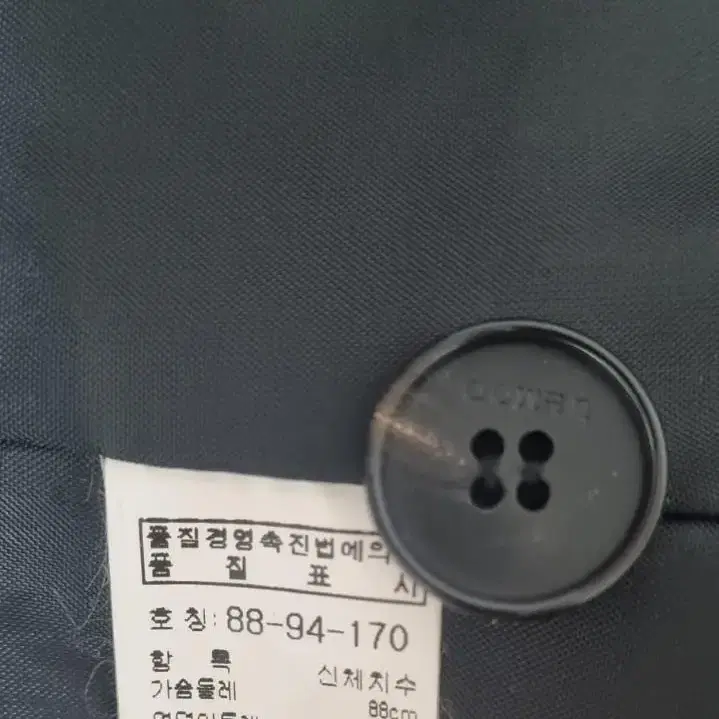 품질경영촉진법에의
품 질 표 시
호 칭: 88-94-170
항 목 신체치수
가슴둘레 88cm